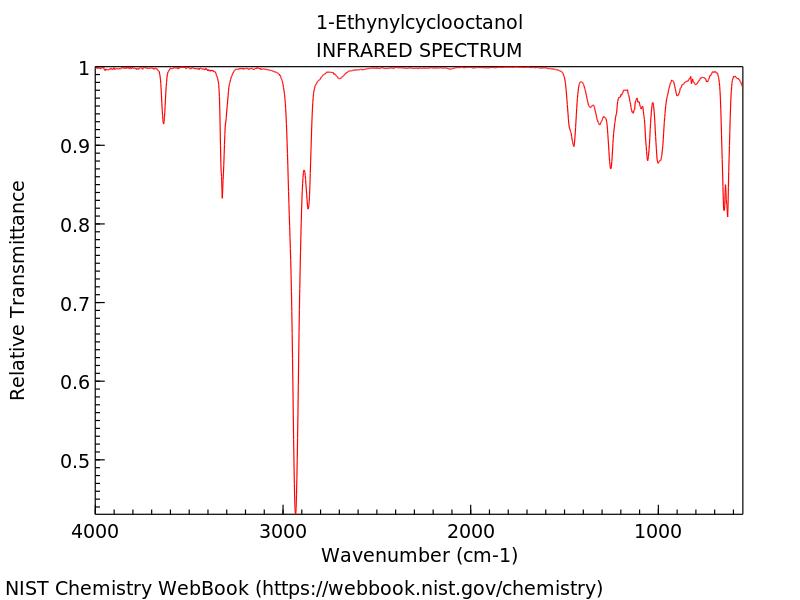 1-Ethynylcyclooctanol
INFRARED SPECTRUM
1
0.9
0.8
0.7
0.6
0.5
Relative Transmittance
4000 3000 2000 1000
Wavenumber (cm-1)
NIST Chemistry WebBook (https://webbook.nist.gov/chemistry)